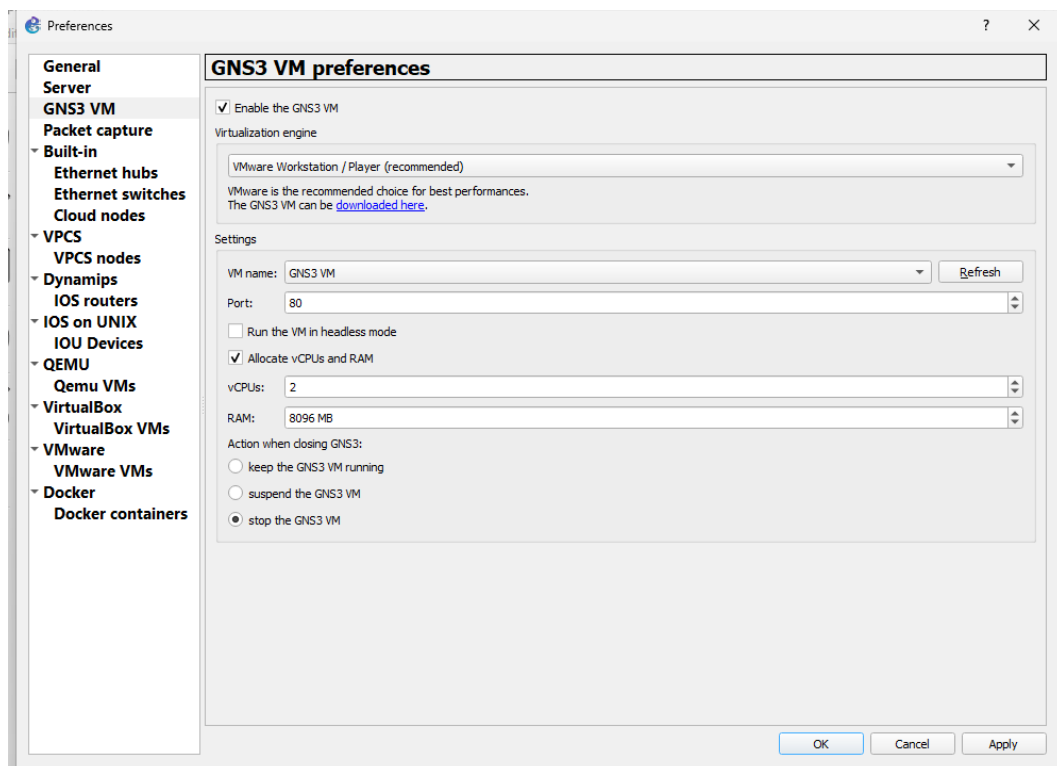 Preferences
?
General
Server
GNS3 VM
Packet capture
Built-in
Ethernet hubs
Ethernet switches
Cloud nodes
VPCS
VPCS nodes
Dynamips
IOS routers
IOS on UNIX
IOU Devices
QEMU
Qemu VMs
VirtualBox
VirtualBox VMs
VMware
VMware VMs
Docker
Docker containers
GNS3 VM preferences
Enable the GNS3 VM
Virtualization engine
VMware Workstation / Player (recommended)
VMware is the recommended choice for best performances.
The GNS3 VM can be downloaded here.
Settings
VM name: GNS3 VM Refresh
Port: 80
Run the VM in headless mode
Allocate vCPUs and RAM
vCPUs: 2
RAM: 8096 MB
Action when closing GNS3:
keep the GNS3 VM running
suspend the GNS3 VM
stop the GNS3 VM
OK Cancel Apply